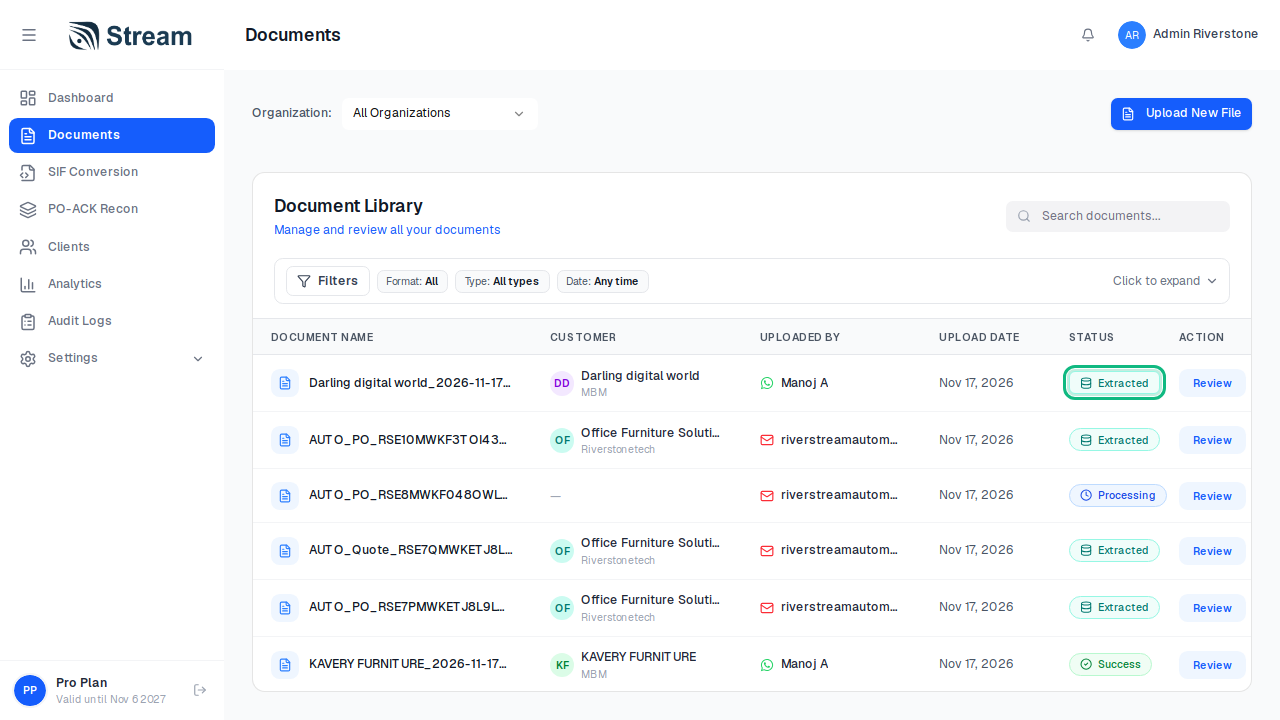 Stream
Documents
AR
Admin Riverstone
Dashboard
Documents
SIF Conversion
PO-ACK Recon
Clients
Analytics
Audit Logs
Settings
Organization:
All Organizations
Upload New File
Document Library
Manage and review all your documents
Search documents...
Filters
Format: All
Type: All types
Date: Any time
Click to expand
DOCUMENT NAME
CUSTOMER
UPLOADED BY
UPLOAD DATE
STATUS
ACTION
Darling digital world_2026-11-17...
DD
Darling digital world
MBM
Manoj A
Nov 17, 2026
Extracted
Review
AUTO_PO_RSE10MWKF3TOI43...
OF
Office Furniture Soluti...
Riverstonetech
riverstreamautom...
Nov 17, 2026
Extracted
Review
AUTO_PO_RSE8MWKF048OWL...
—
riverstreamautom...
Nov 17, 2026
Processing
Review
AUTO_Quote_RSE7QMWKETJ8L...
OF
Office Furniture Soluti...
Riverstonetech
riverstreamautom...
Nov 17, 2026
Extracted
Review
AUTO_PO_RSE7PMWKETJ8L9L...
OF
Office Furniture Soluti...
Riverstonetech
riverstreamautom...
Nov 17, 2026
Extracted
Review
KAVERY FURNITURE_2026-11-17...
KF
KAVERY FURNITURE
MBM
Manoj A
Nov 17, 2026
Success
Review
PP
Pro Plan
Valid until Nov 6 2027